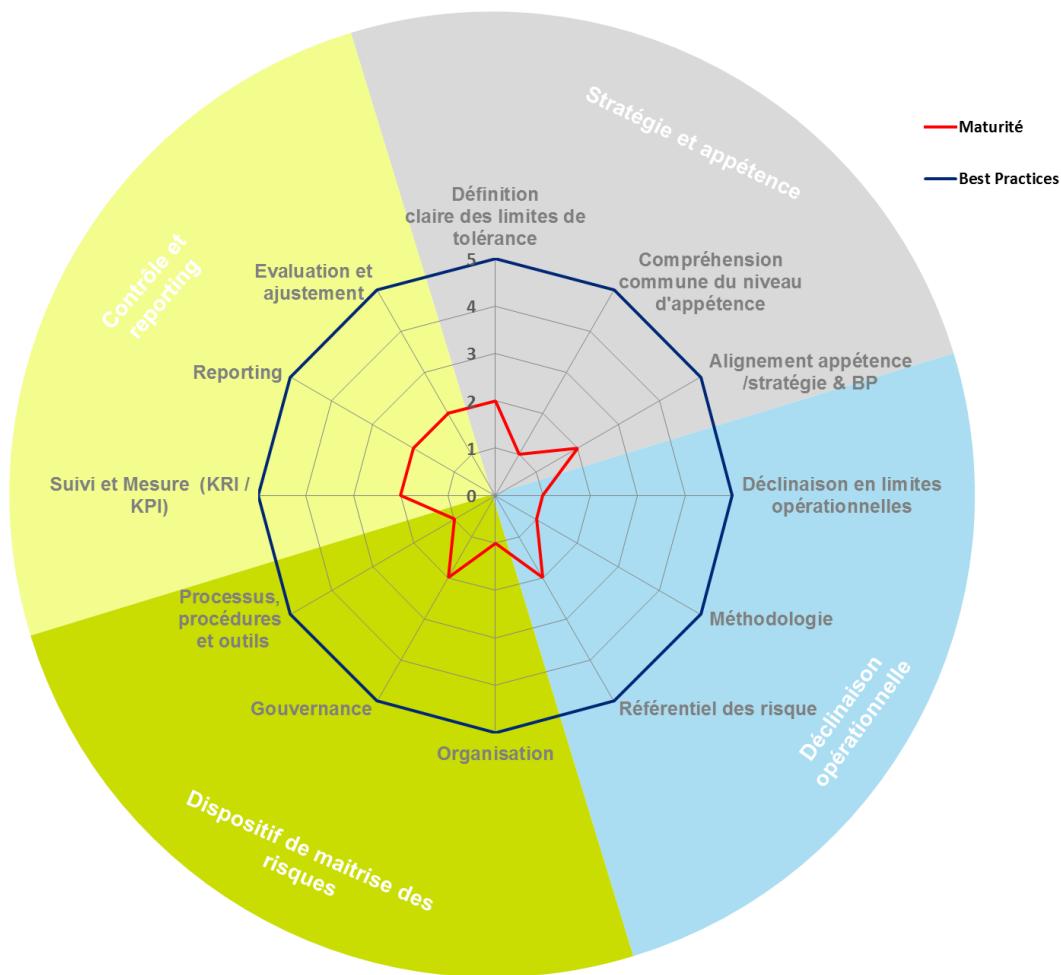 Stratégie et appétence
Maturité
Best Practices
Définition
claire des limites de
tolérance
Compréhension
commune du niveau
d'appétence
Alignement appétence
/stratégie & BP
Déclinaison en limites
opérationnelles
Méthodologie
Référentiel des risque
Déclinaison
opérationnelle
Organisation
Gouvernance
Processus,
procédures
et outils
Dispositif de maitrise des
risques
Suivi et Mesure (KRI /
KPI)
Reporting
Evaluation et
ajustement
Contrôle et
reporting
5
4
3
2
1
0